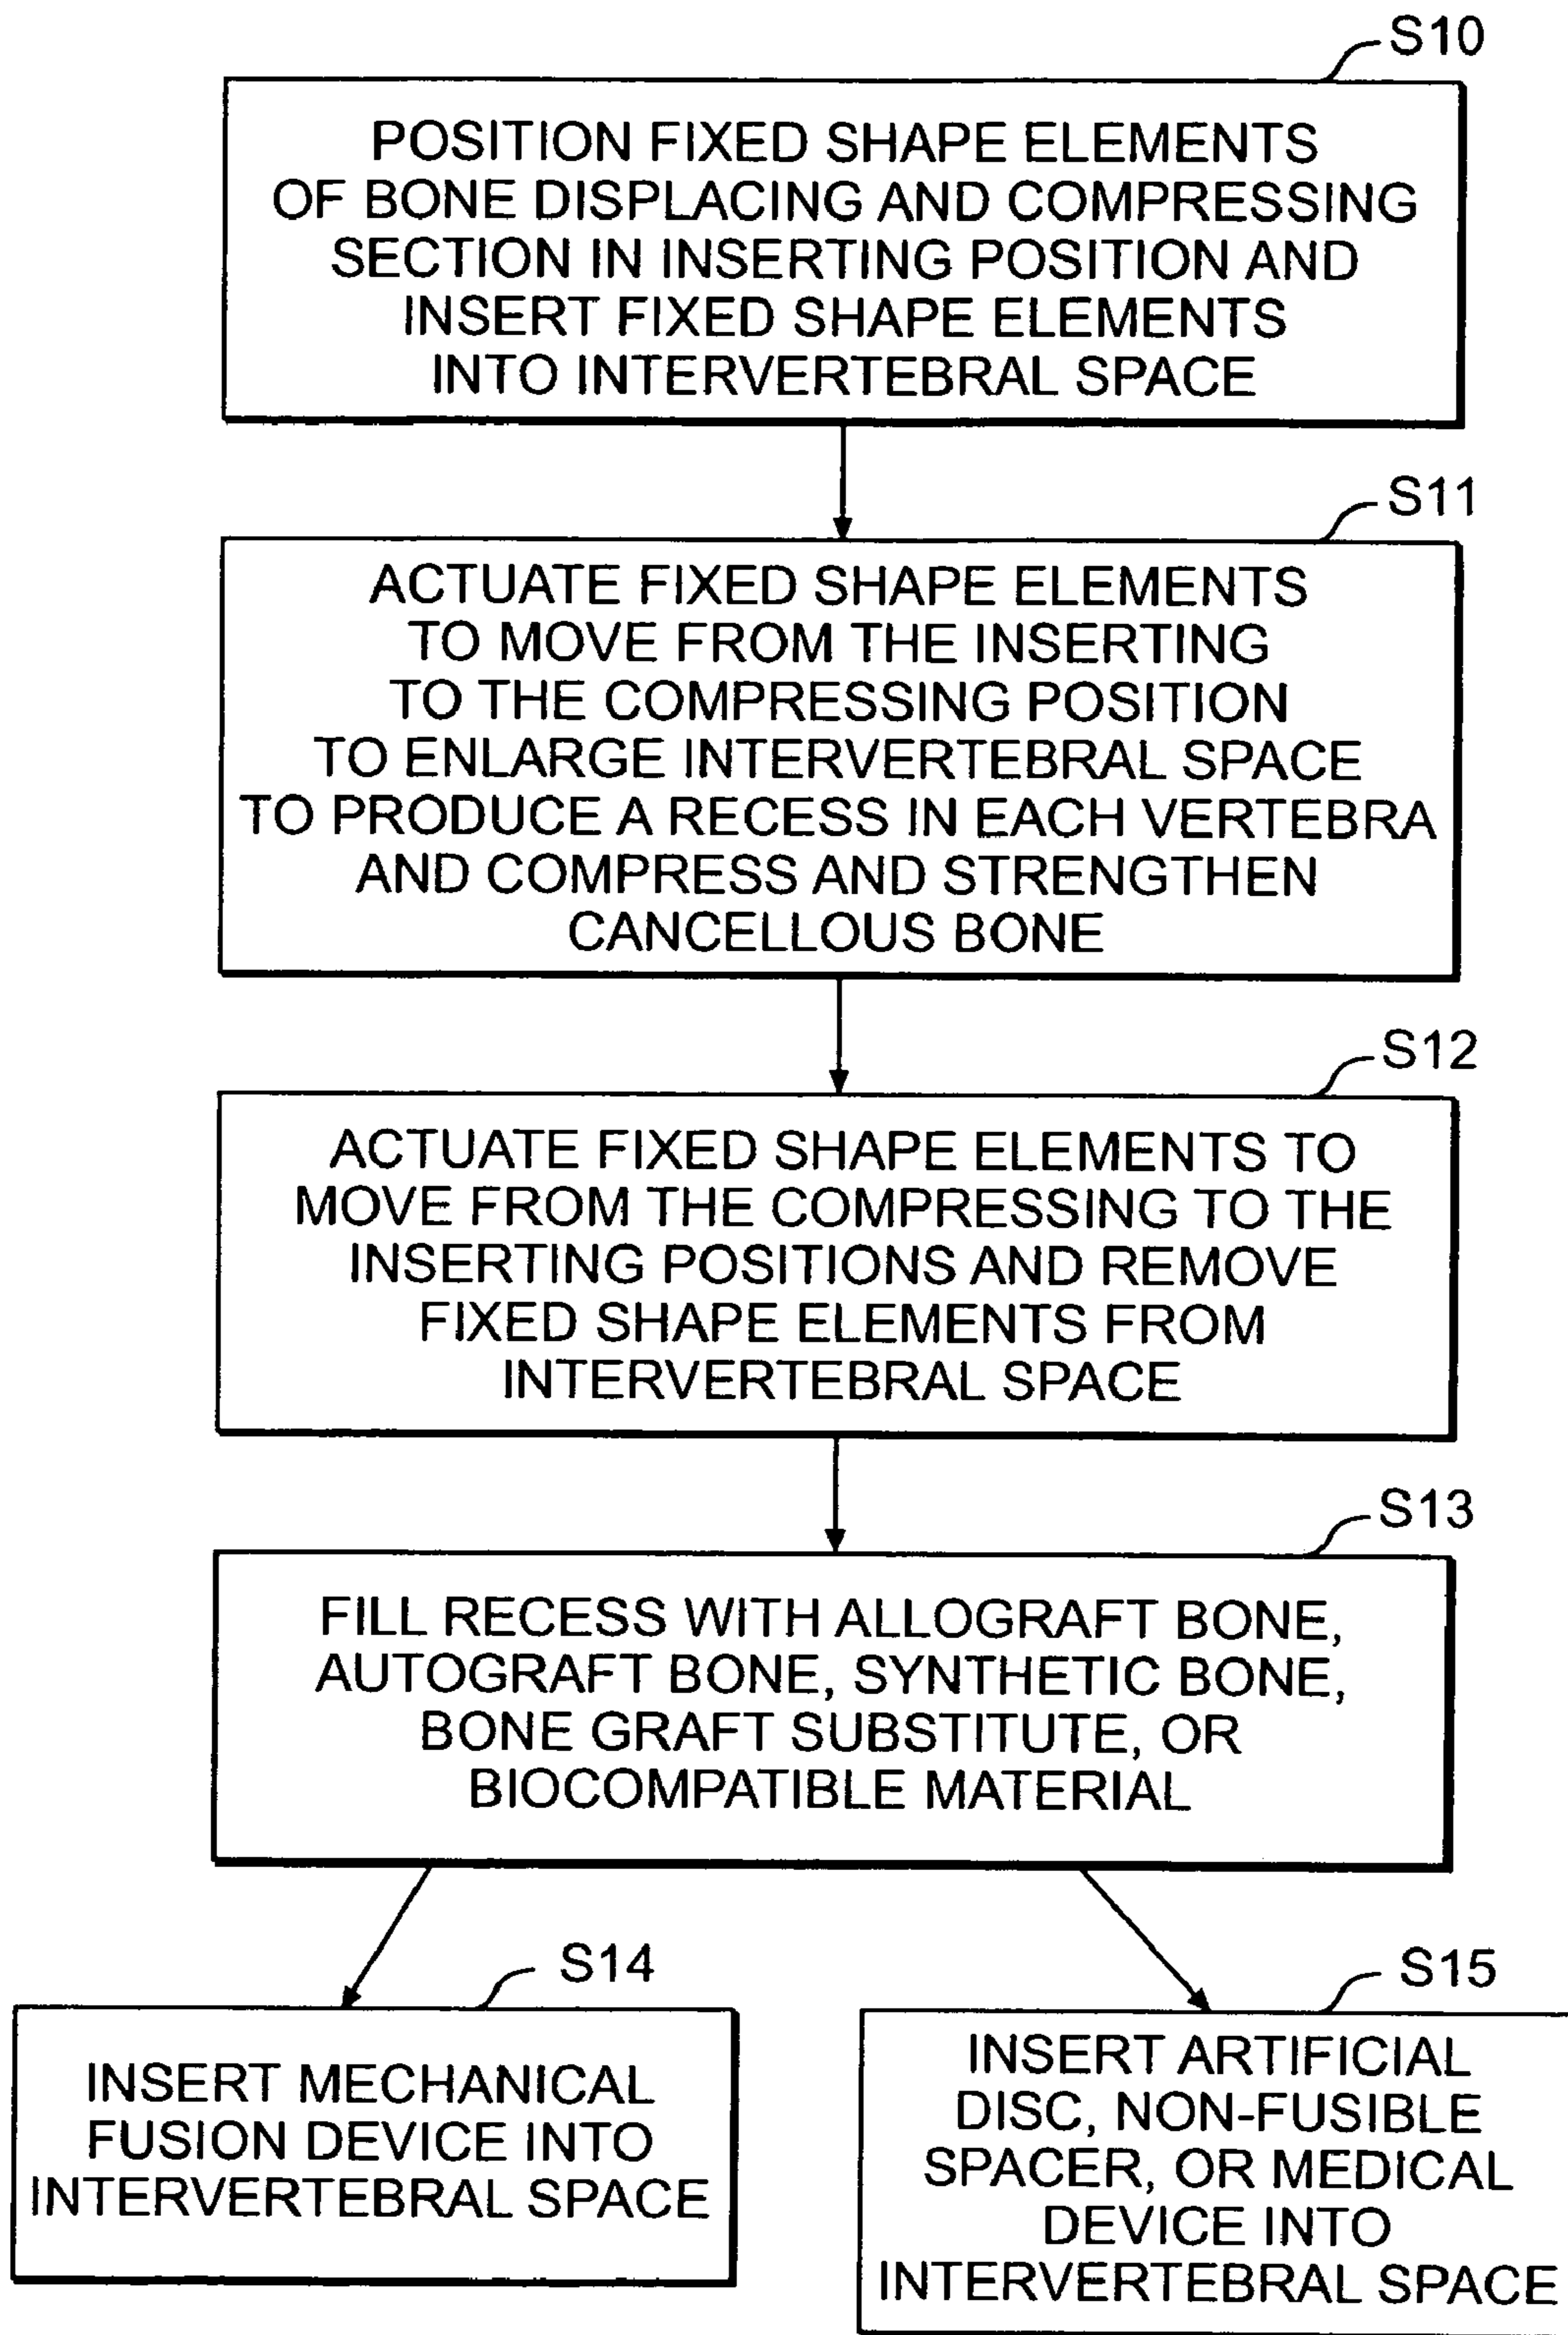 S10
POSITION FIXED SHAPE ELEMENTS
OF BONE DISPLACING AND COMPRESSING
SECTION IN INSERTING POSITION AND
INSERT FIXED SHAPE ELEMENTS
INTO INTERVERTEBRAL SPACE
S11
ACTUATE FIXED SHAPE ELEMENTS
TO MOVE FROM THE INSERTING
TO THE COMPRESSING POSITION
TO ENLARGE INTERVERTEBRAL SPACE
TO PRODUCE A RECESS IN EACH VERTEBRA
AND COMPRESS AND STRENGTHEN
CANCELLOUS BONE
S12
ACTUATE FIXED SHAPE ELEMENTS TO
MOVE FROM THE COMPRESSING TO THE
INSERTING POSITIONS AND REMOVE
FIXED SHAPE ELEMENTS FROM
INTERVERTEBRAL SPACE
S13
FILL RECESS WITH ALLOGRAFT BONE,
AUTOGRAFT BONE, SYNTHETIC BONE,
BONE GRAFT SUBSTITUTE, OR
BIOCOMPATIBLE MATERIAL
S14
INSERT MECHANICAL
FUSION DEVICE INTO
INTERVERTEBRAL SPACE
S15
INSERT ARTIFICIAL
DISC, NON-FUSIBLE
SPACER, OR MEDICAL
DEVICE INTO
INTERVERTEBRAL SPACE